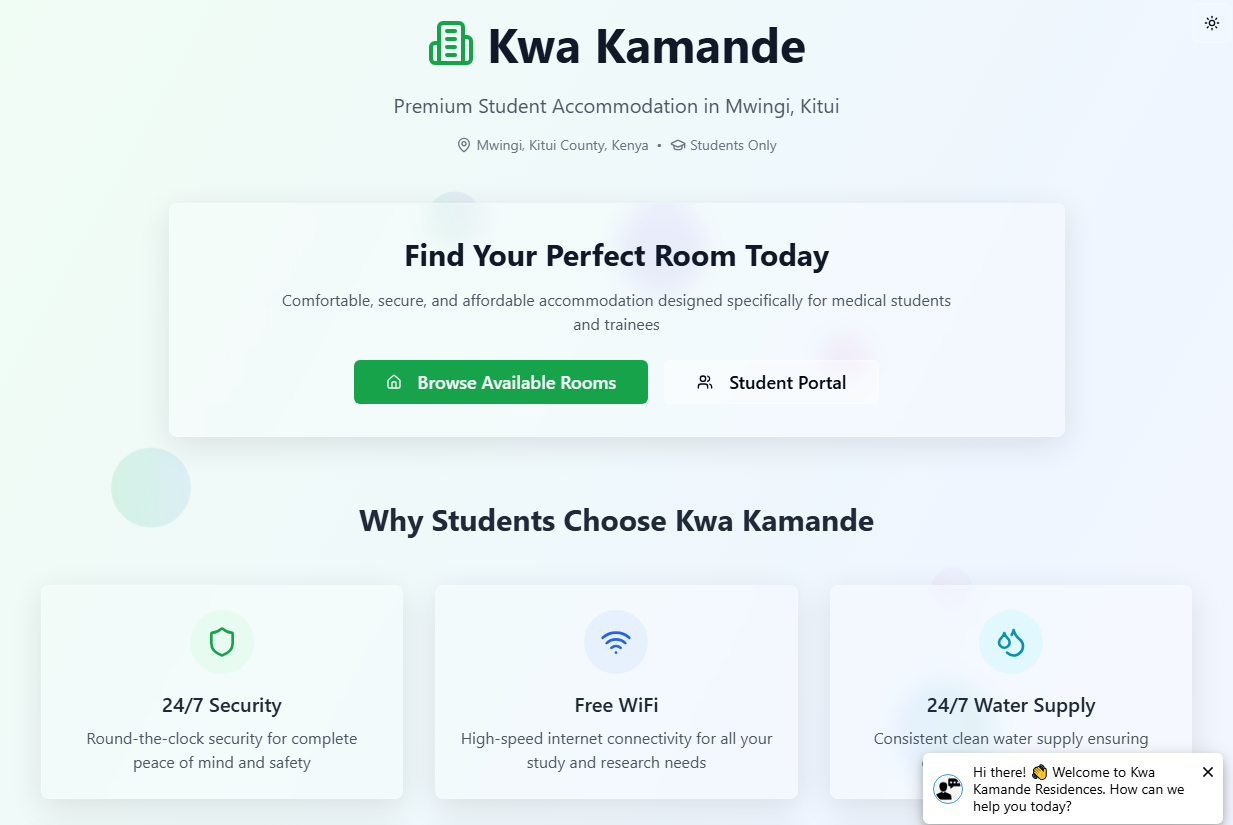 Kwa Kamande
Premium Student Accommodation in Mwingi, Kitui
Mwingi, Kitui County, Kenya • Students Only
Find Your Perfect Room Today
Comfortable, secure, and affordable accommodation designed specifically for medical students
and trainees
Browse Available Rooms
Student Portal
Why Students Choose Kwa Kamande
24/7 Security
Round-the-clock security for complete
peace of mind and safety
Free WiFi
High-speed internet connectivity for all your
study and research needs
24/7 Water Supply
Consistent clean water supply ensuring
Hi there! 👏 Welcome to Kwa
Kamande Residences. How can we
help you today?